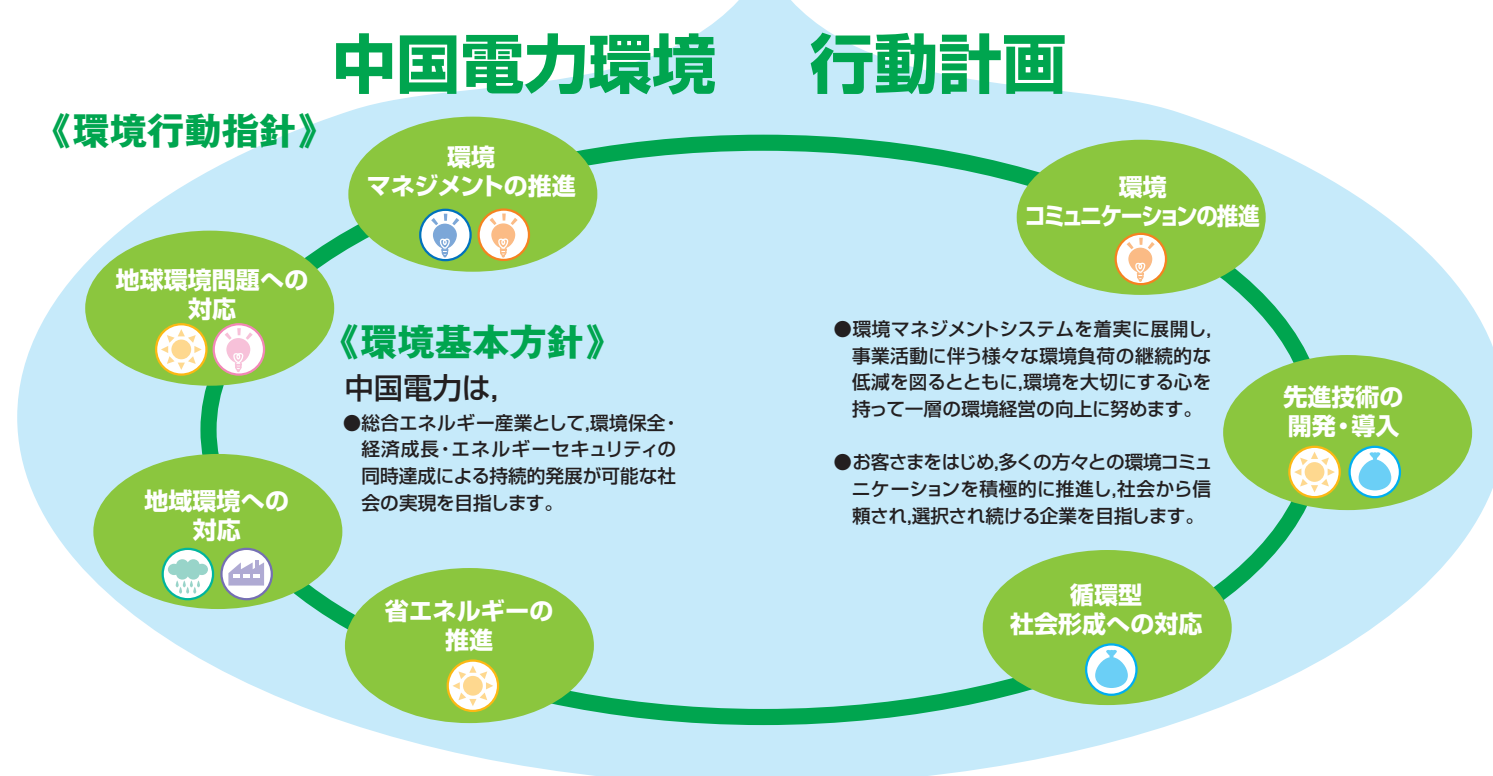 中国電力環境 行動計画
《環境行動指針》
環境
マネジメントの推進
環境
コミュニケーションの推進
地球環境問題への
対応
《環境基本方針》
中国電力は，
●総合エネルギー産業として，環境保全・
経済成長・エネルギーセキュリティの
同時達成による持続的発展が可能な社
会の実現を目指します。
●環境マネジメントシステムを着実に展開し，
事業活動に伴う様々な環境負荷の継続的な
低減を図るとともに，環境を大切にする心を
持って一層の環境経営の向上に努めます。
●お客さまをはじめ，多くの方々との環境コミュ
ニケーションを積極的に推進し，社会から信
頼され，選択され続ける企業を目指します。
先進技術の
開発・導入
地域環境への
対応
省エネルギーの
推進
循環型
社会形成への対応